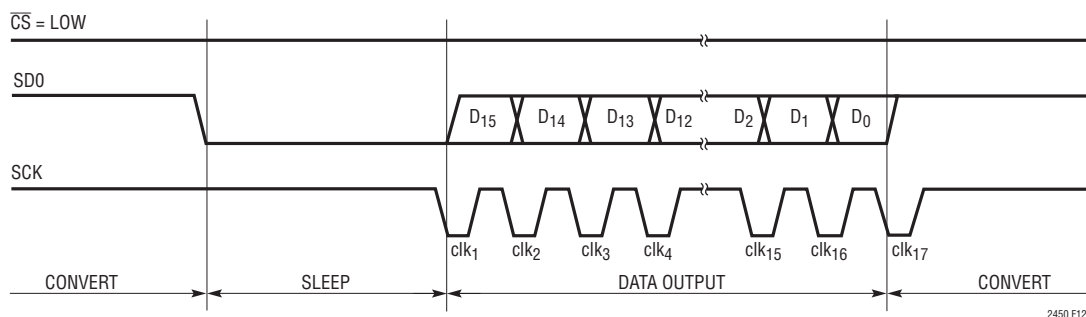 CS = LOW
SD0
D15 D14 D13 D12 D2 D1 D0
SCK
clk1 clk2 clk3 clk4 clk15 clk16 clk17
CONVERT SLEEP DATA OUTPUT CONVERT
2450 F12